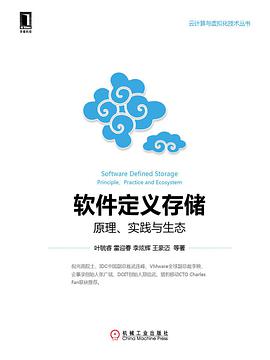 云计算与虚拟化技术丛书
Software Defined Storage
Principle, Practice and Ecosystem
软件定义存储
原理、实践与生态
叶毓睿 雷迎春 李炫辉 王豪迈 等著
机械工业出版社
China Machine Press